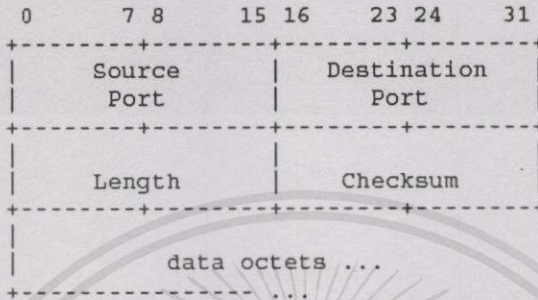 0 7 8 15 16 23 24 31
+--------+--------+--------+--------+
| Source | Destination |
| Port | Port |
+--------+--------+--------+--------+
| | |
| Length | Checksum |
+--------+--------+--------+--------+
|
| data octets ...
+---------------- ...